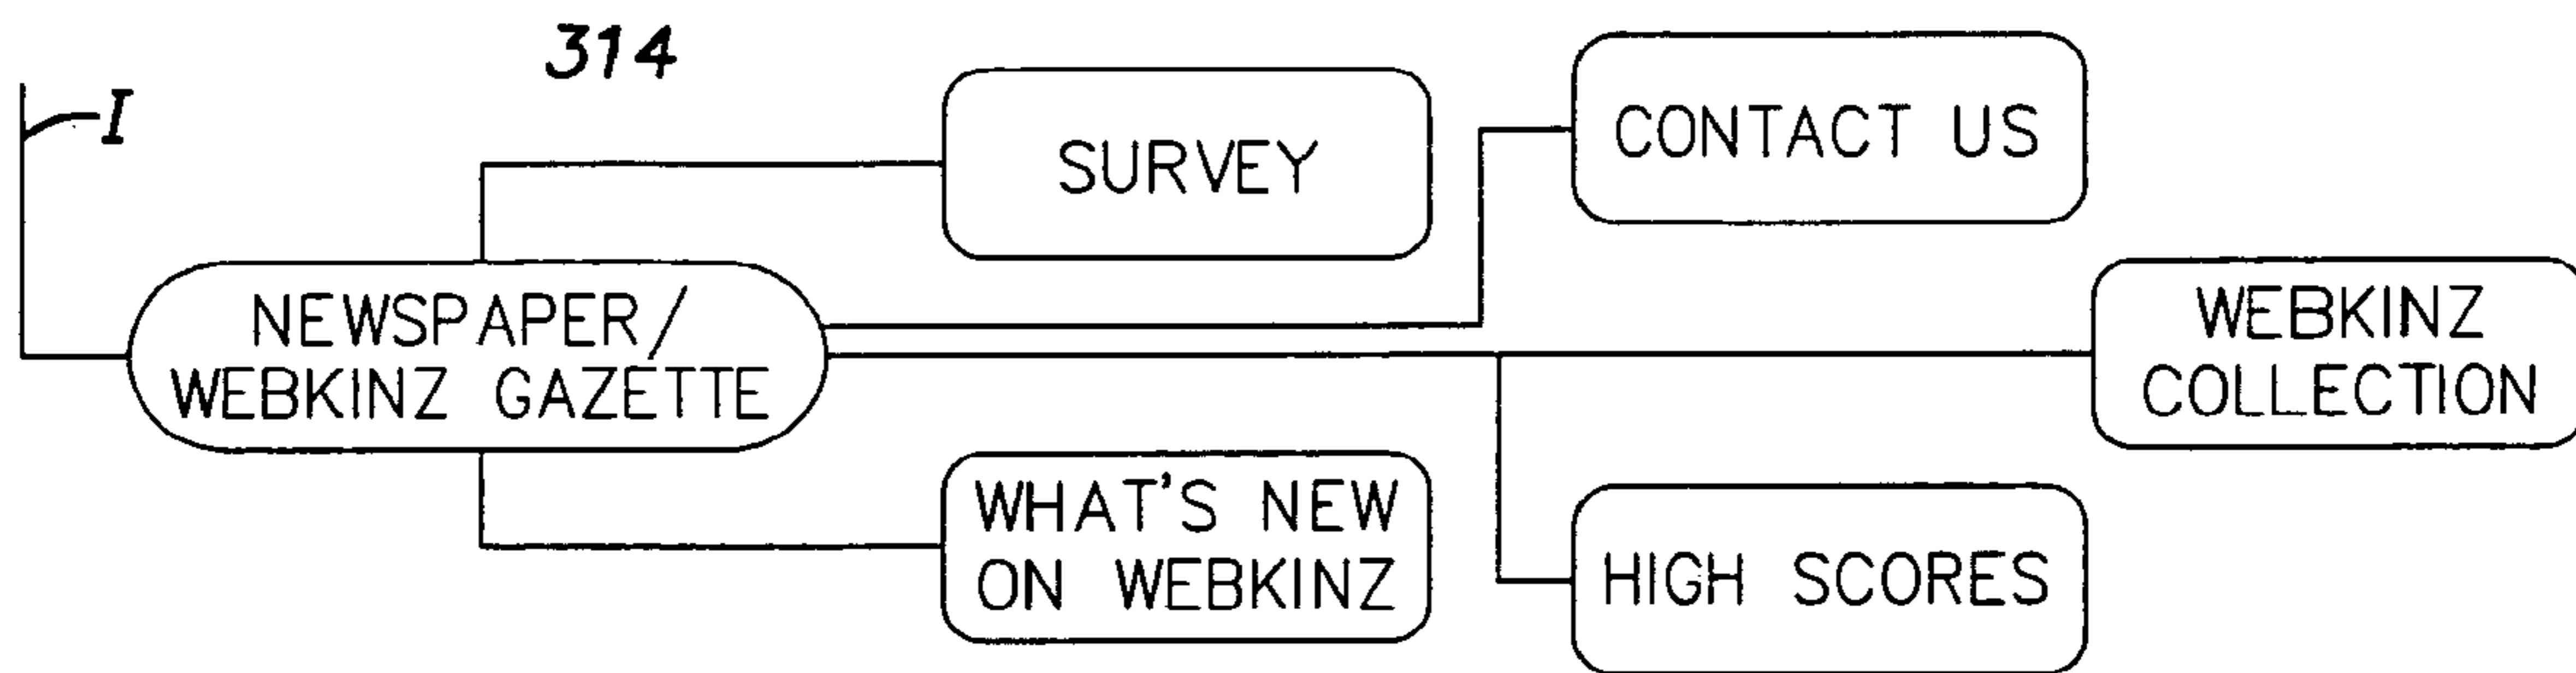 314
I
SURVEY
CONTACT US
NEWSPAPER/
WEBKINZ GAZETTE
WEBKINZ
COLLECTION
WHAT'S NEW
ON WEBKINZ
HIGH SCORES